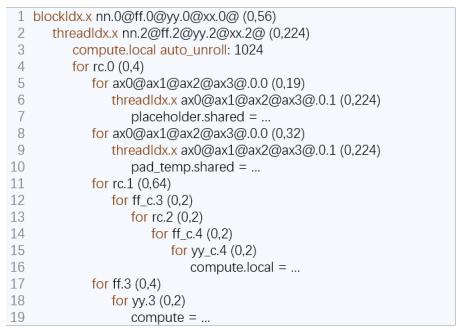 1 blockIdx.x nn.0@ff.0@yy.0@xx.0@ (0,56)
2 threadIdx.x nn.2@ff.2@yy.2@xx.2@ (0,224)
3 compute.local auto_unroll: 1024
4 for rc.0 (0,4)
5 for ax0@ax1@ax2@ax3@.0.0 (0,19)
6 threadIdx.x ax0@ax1@ax2@ax3@.0.1 (0,224)
7 placeholder.shared = ...
8 for ax0@ax1@ax2@ax3@.0.0 (0,32)
9 threadIdx.x ax0@ax1@ax2@ax3@.0.1 (0,224)
10 pad_temp.shared = ...
11 for rc.1 (0,64)
12 for ff_c.3 (0,2)
13 for rc.2 (0,2)
14 for ff_c.4 (0,2)
15 for yy_c.4 (0,2)
16 compute.local = ...
17 for ff.3 (0,4)
18 for yy.3 (0,2)
19 compute = ...